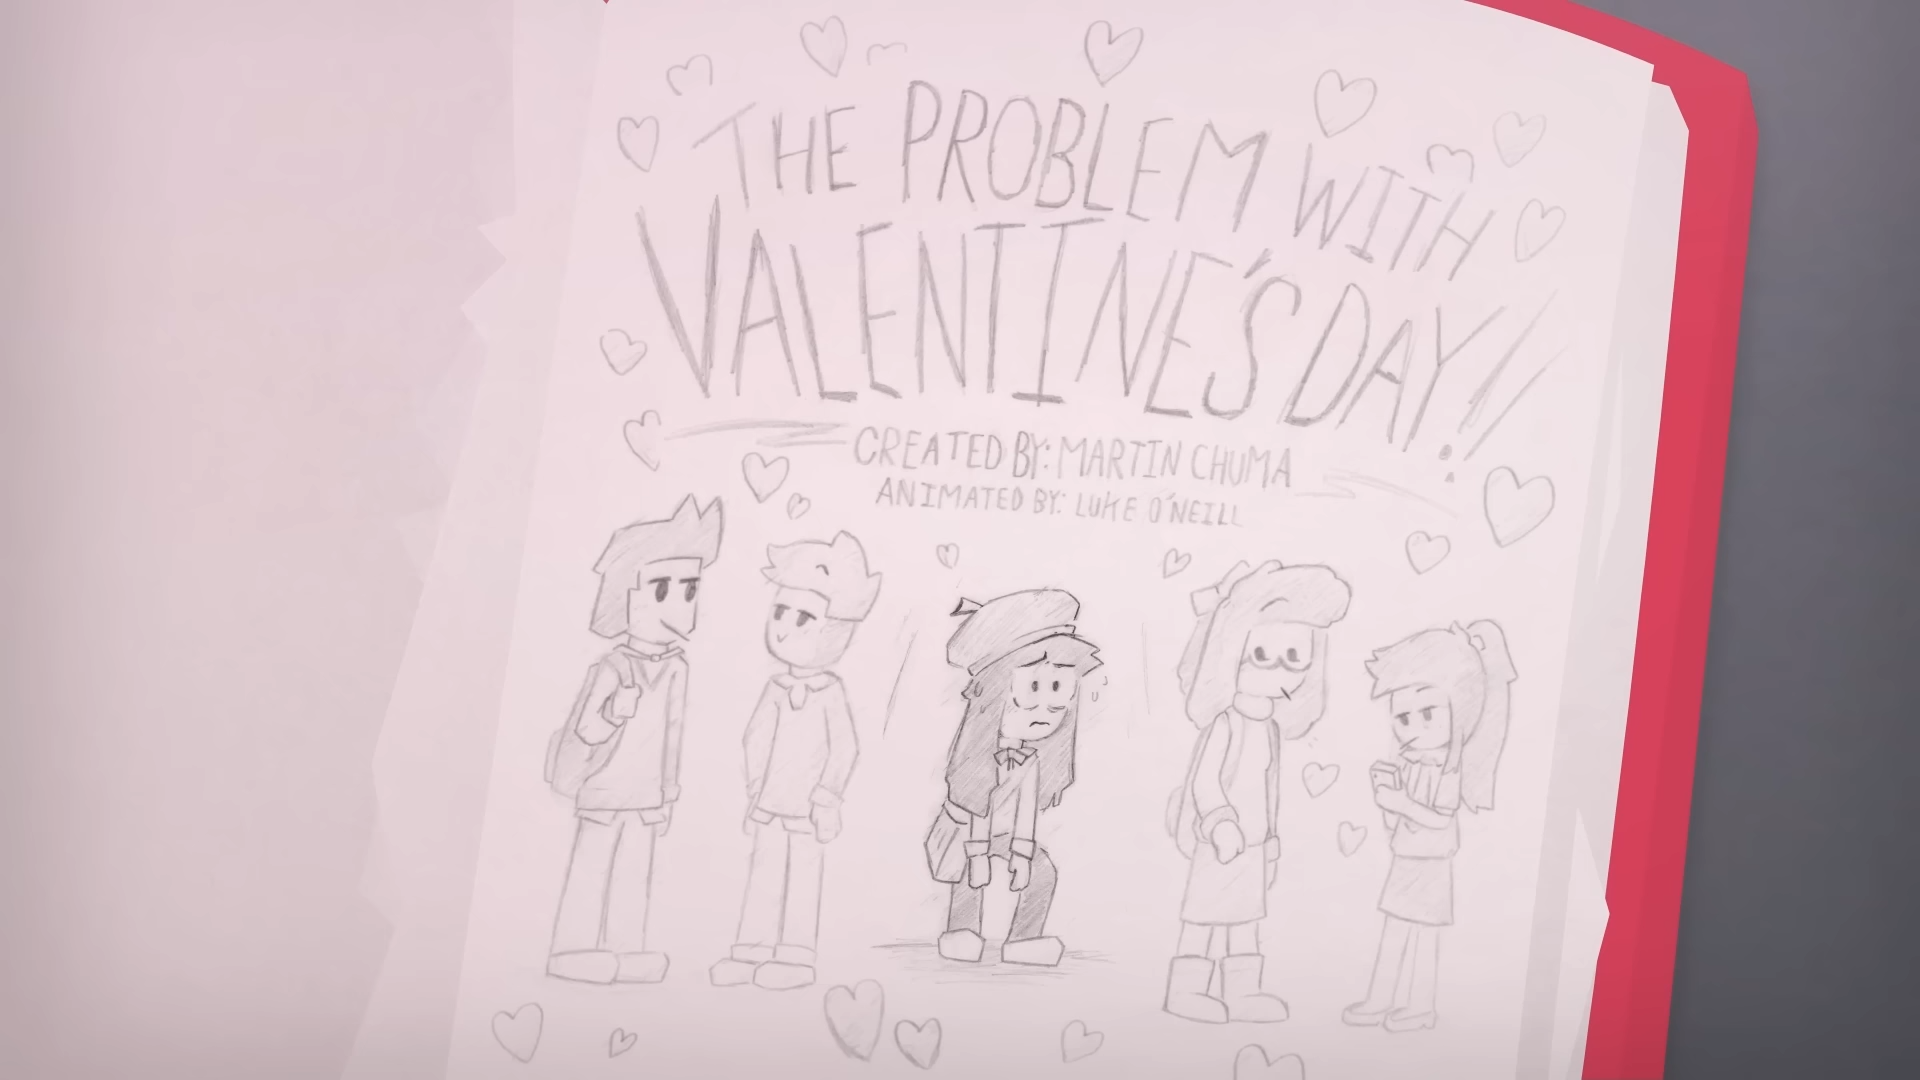 THE PROBLEM WITH
VALENTINE'S DAY!!
CREATED BY: MARTIN CHUMA
ANIMATED BY: LUKE O'NEILL